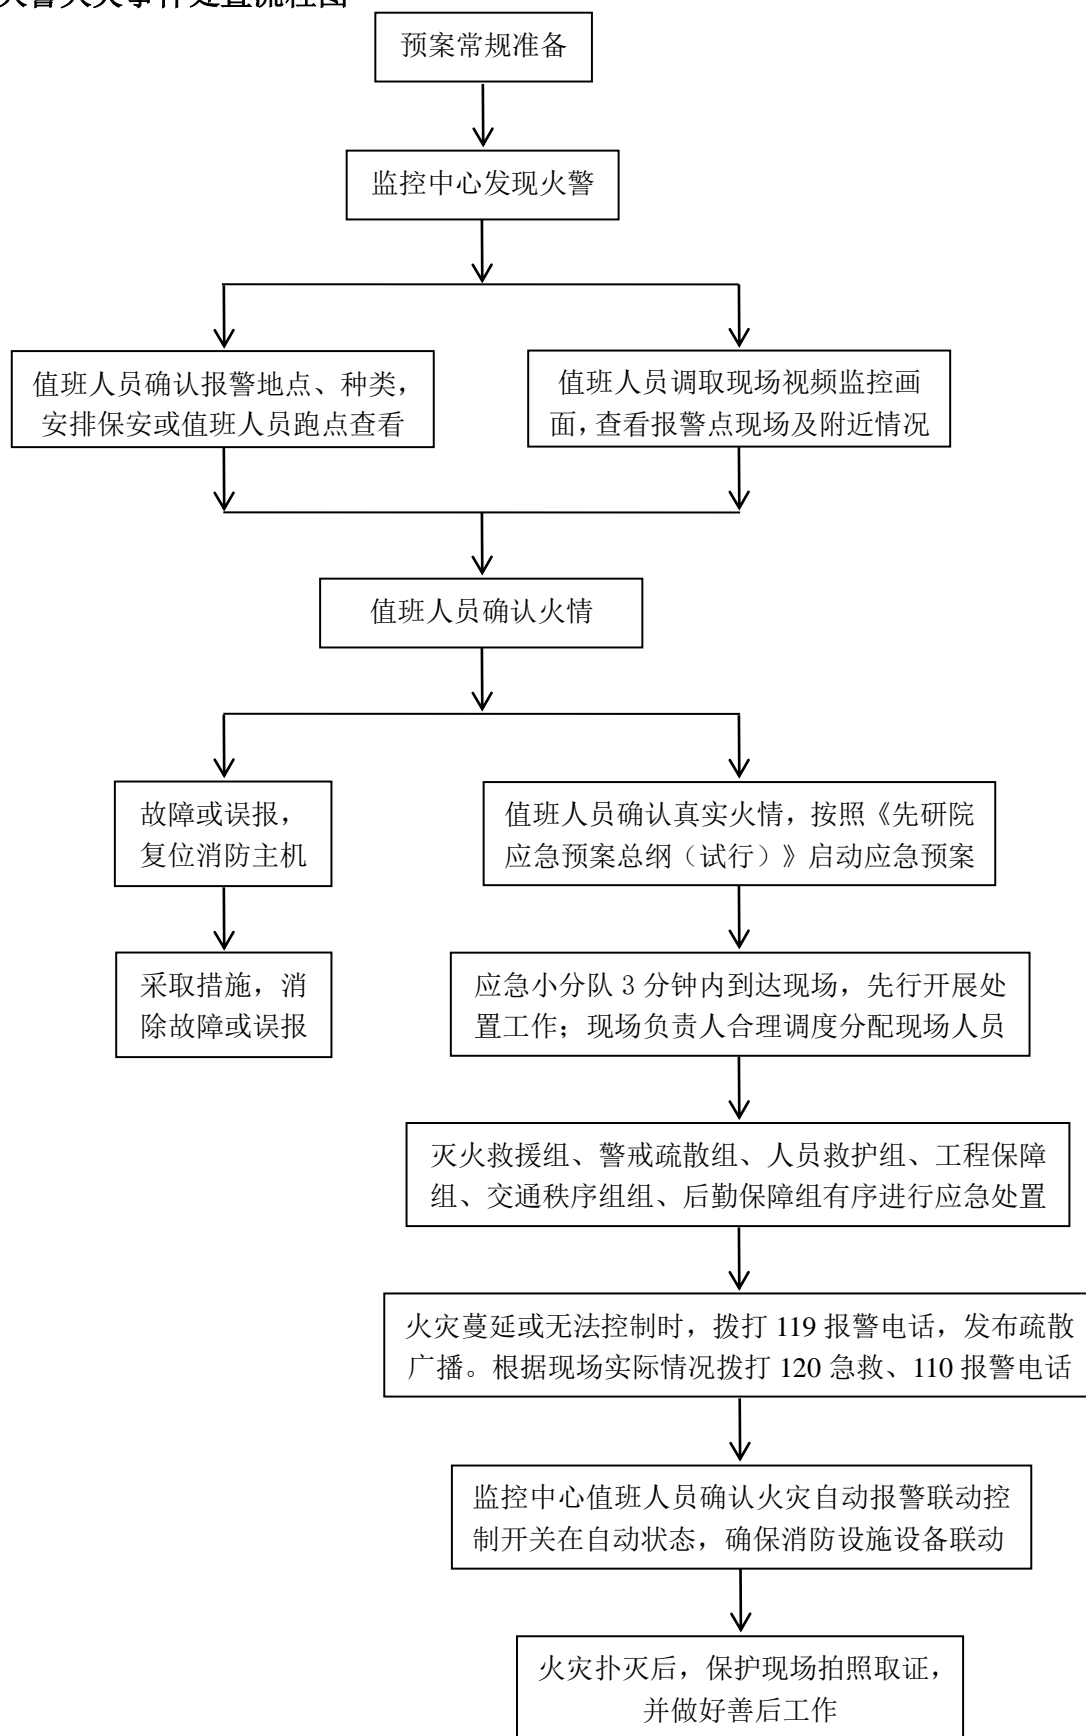 火警火灾事件处置流程图
预案常规准备
监控中心发现火警
值班人员确认报警地点、种类，
安排保安或值班人员跑点查看
值班人员调取现场视频监控画
面，查看报警点现场及附近情况
值班人员确认火情
故障或误报，
复位消防主机
采取措施，消
除故障或误报
值班人员确认真实火情，按照《先研院
应急预案总纲（试行）》启动应急预案
应急小分队 3 分钟内到达现场，先行开展处
置工作；现场负责人合理调度分配现场人员
灭火救援组、警戒疏散组、人员救护组、工程保障
组、交通秩序组组、后勤保障组有序进行应急处置
火灾蔓延或无法控制时，拨打 119 报警电话，发布疏散
广播。根据现场实际情况拨打 120 急救、110 报警电话
监控中心值班人员确认火灾自动报警联动控
制开关在自动状态，确保消防设施设备联动
火灾扑灭后，保护现场拍照取证，
并做好善后工作